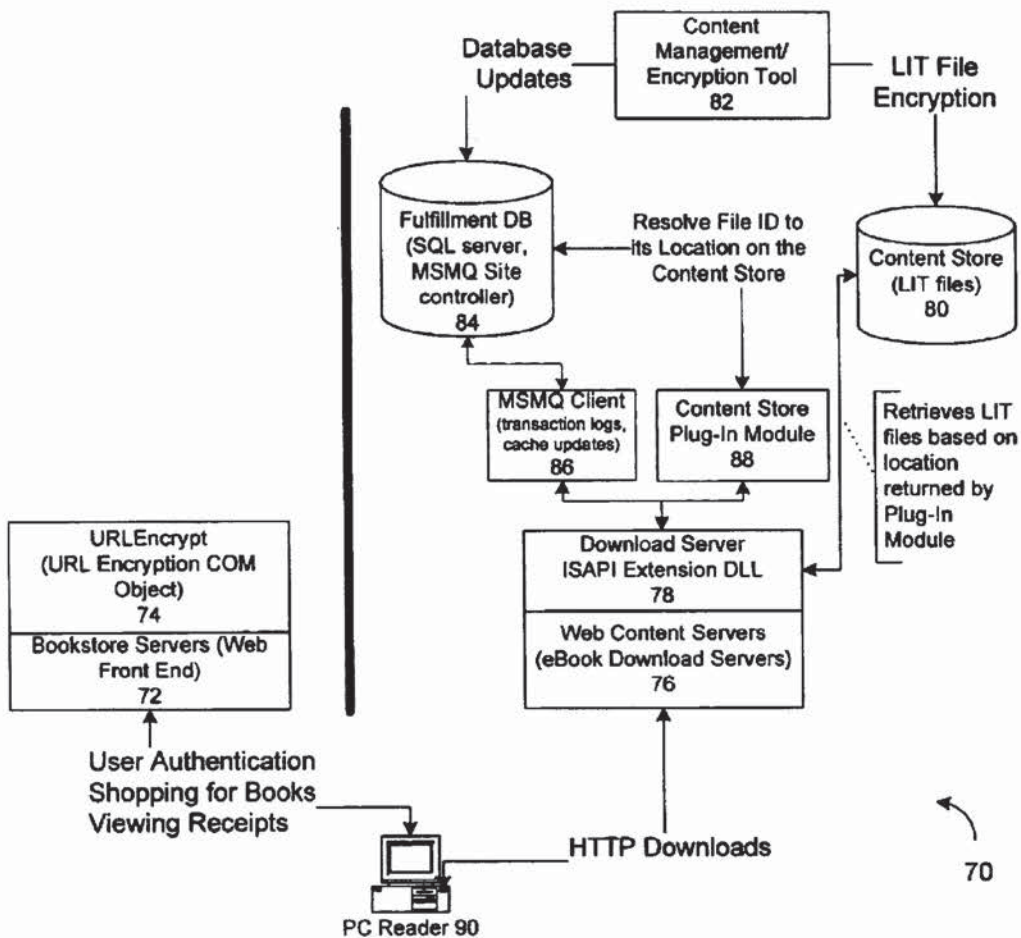 Content
Management/
Encryption Tool
82
Database
Updates
LIT File
Encryption
Fulfillment DB
(SQL server,
MSMQ Site
controller)
84
Resolve File ID to
its Location on the
Content Store
Content Store
(LIT files)
80
MSMQ Client
(transaction logs,
cache updates)
86
Content Store
Plug-In Module
88
Retrieves LIT
files based on
location
returned by
Plug-In
Module
URLEncrypt
(URL Encryption COM
Object)
74
Bookstore Servers (Web
Front End)
72
Download Server
ISAPI Extension DLL
78
Web Content Servers
(eBook Download Servers)
76
User Authentication
Shopping for Books
Viewing Receipts
HTTP Downloads
70
PC Reader 90